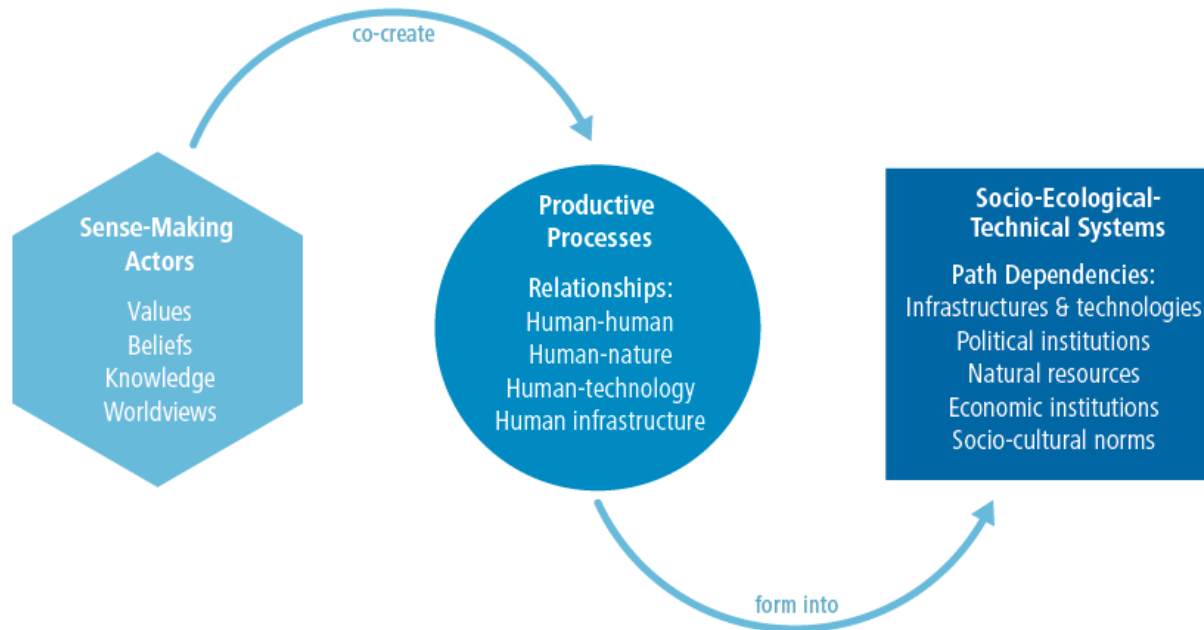 co-create
Sense-Making
Actors
Values
Beliefs
Knowledge
Worldviews
Productive
Processes
Relationships:
Human-human
Human-nature
Human-technology
Human infrastructure
Socio-Ecological-
Technical Systems
Path Dependencies:
Infrastructures & technologies
Political institutions
Natural resources
Economic institutions
Socio-cultural norms
form into